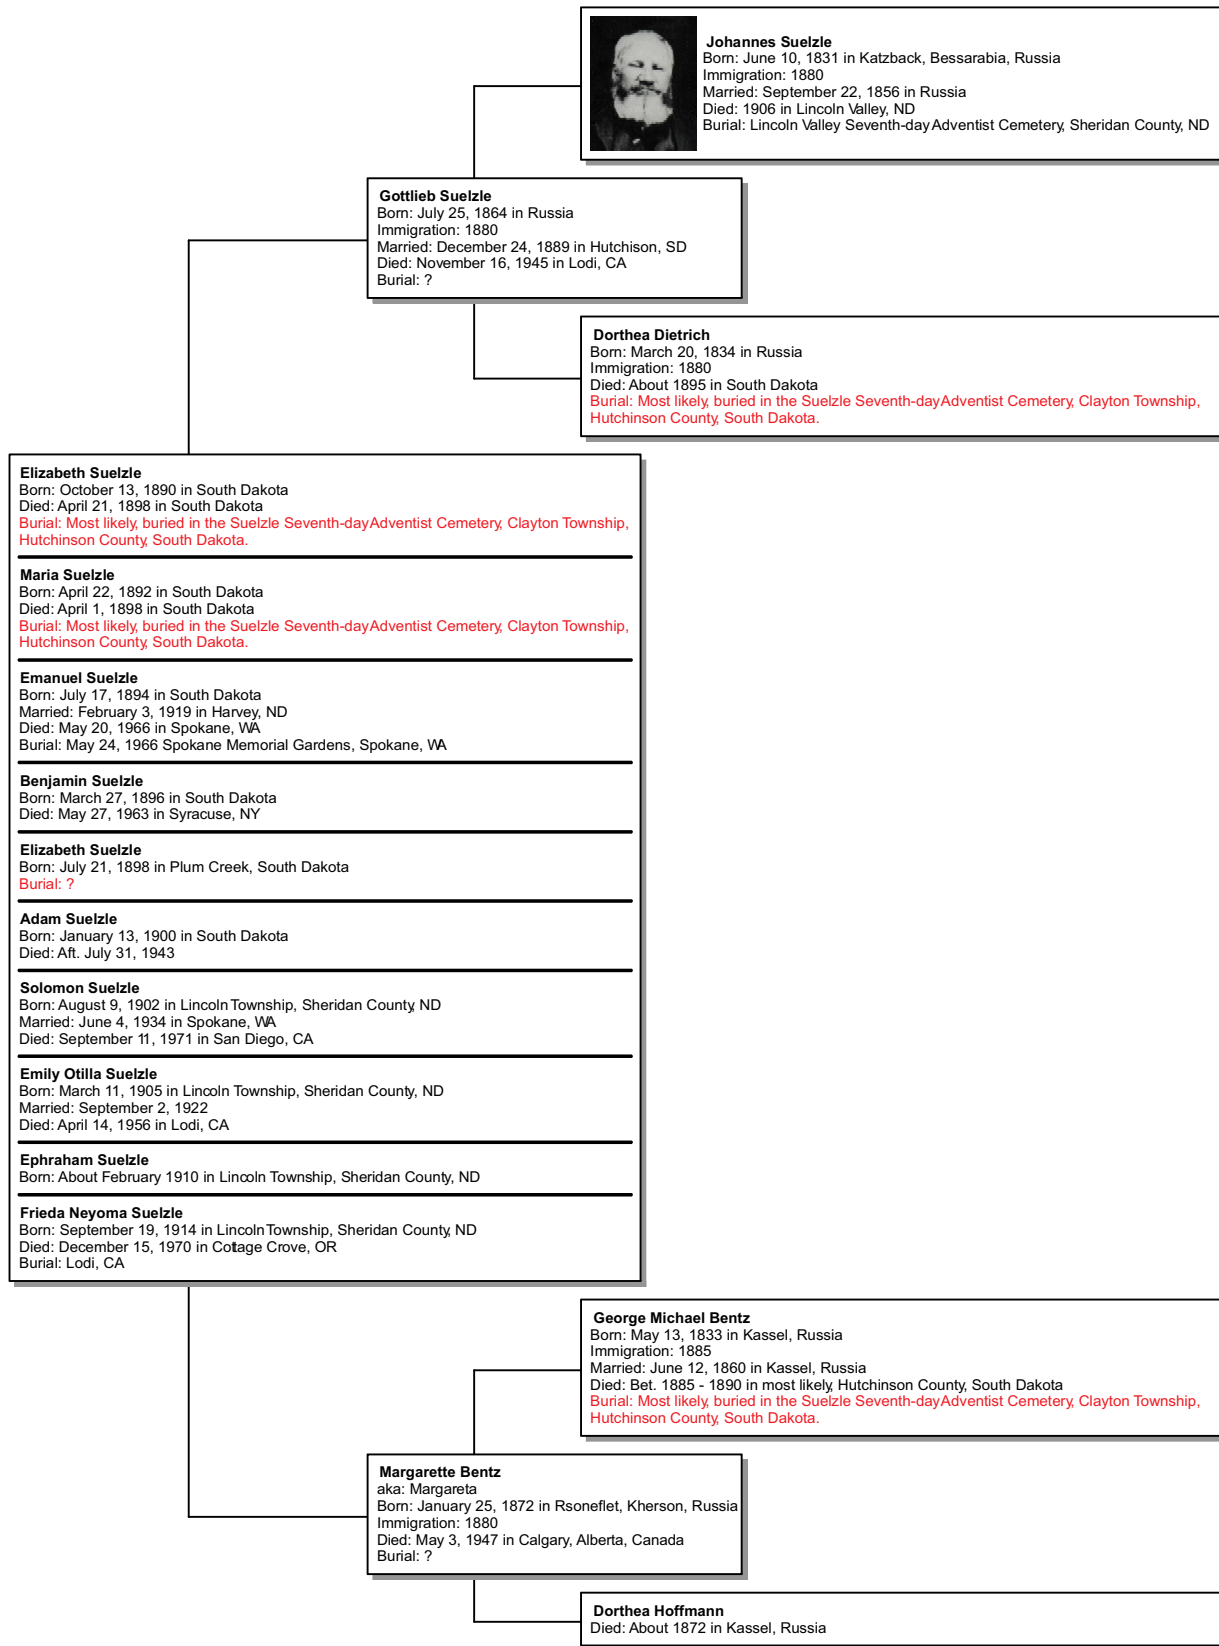 Johannes Suelzle
Born: June 10, 1831 in Katzback, Bessarabia, Russia
Immigration: 1880
Married: September 22, 1856 in Russia
Died: 1906 in Lincoln Valley, ND
Burial: Lincoln Valley Seventh-day Adventist Cemetery, Sheridan County, ND
Gottlieb Suelzle
Born: July 25, 1864 in Russia
Immigration: 1880
Married: December 24, 1889 in Hutchison, SD
Died: November 16, 1945 in Lodi, CA
Burial: ?
Dorthea Dietrich
Born: March 20, 1834 in Russia
Immigration: 1880
Died: About 1895 in South Dakota
Burial: Most likely, buried in the Suelzle Seventh-day Adventist Cemetery, Clayton Township,
Hutchinson County, South Dakota.
Elizabeth Suelzle
Born: October 13, 1890 in South Dakota
Died: April 21, 1898 in South Dakota
Burial: Most likely, buried in the Suelzle Seventh-day Adventist Cemetery, Clayton Township,
Hutchinson County, South Dakota.
Maria Suelzle
Born: April 22, 1892 in South Dakota
Died: April 1, 1898 in South Dakota
Burial: Most likely, buried in the Suelzle Seventh-day Adventist Cemetery, Clayton Township,
Hutchinson County, South Dakota.
Emanuel Suelzle
Born: July 17, 1894 in South Dakota
Married: February 3, 1919 in Harvey, ND
Died: May 20, 1966 in Spokane, WA
Burial: May 24, 1966 Spokane Memorial Gardens, Spokane, WA
Benjamin Suelzle
Born: March 27, 1896 in South Dakota
Died: May 27, 1963 in Syracuse, NY
Elizabeth Suelzle
Born: July 21, 1898 in Plum Creek, South Dakota
Burial: ?
Adam Suelzle
Born: January 13, 1900 in South Dakota
Died: Aft. July 31, 1943
Solomon Suelzle
Born: August 9, 1902 in Lincoln Township, Sheridan County, ND
Married: June 4, 1934 in Spokane, WA
Died: September 11, 1971 in San Diego, CA
Emily Otilla Suelzle
Born: March 11, 1905 in Lincoln Township, Sheridan County, ND
Married: September 2, 1922
Died: April 14, 1956 in Lodi, CA
Ephraham Suelzle
Born: About February 1910 in Lincoln Township, Sheridan County, ND
Frieda Neyoma Suelzle
Born: September 19, 1914 in Lincoln Township, Sheridan County, ND
Died: December 15, 1970 in Cottage Crove, OR
Burial: Lodi, CA
George Michael Bentz
Born: May 13, 1833 in Kassel, Russia
Immigration: 1885
Married: June 12, 1860 in Kassel, Russia
Died: Bet. 1885 - 1890 in most likely, Hutchinson County, South Dakota
Burial: Most likely, buried in the Suelzle Seventh-day Adventist Cemetery, Clayton Township,
Hutchinson County, South Dakota.
Margarette Bentz
aka: Margareta
Born: January 25, 1872 in Rsoneflet, Kherson, Russia
Immigration: 1880
Died: May 3, 1947 in Calgary, Alberta, Canada
Burial: ?
Dorthea Hoffmann
Died: About 1872 in Kassel, Russia